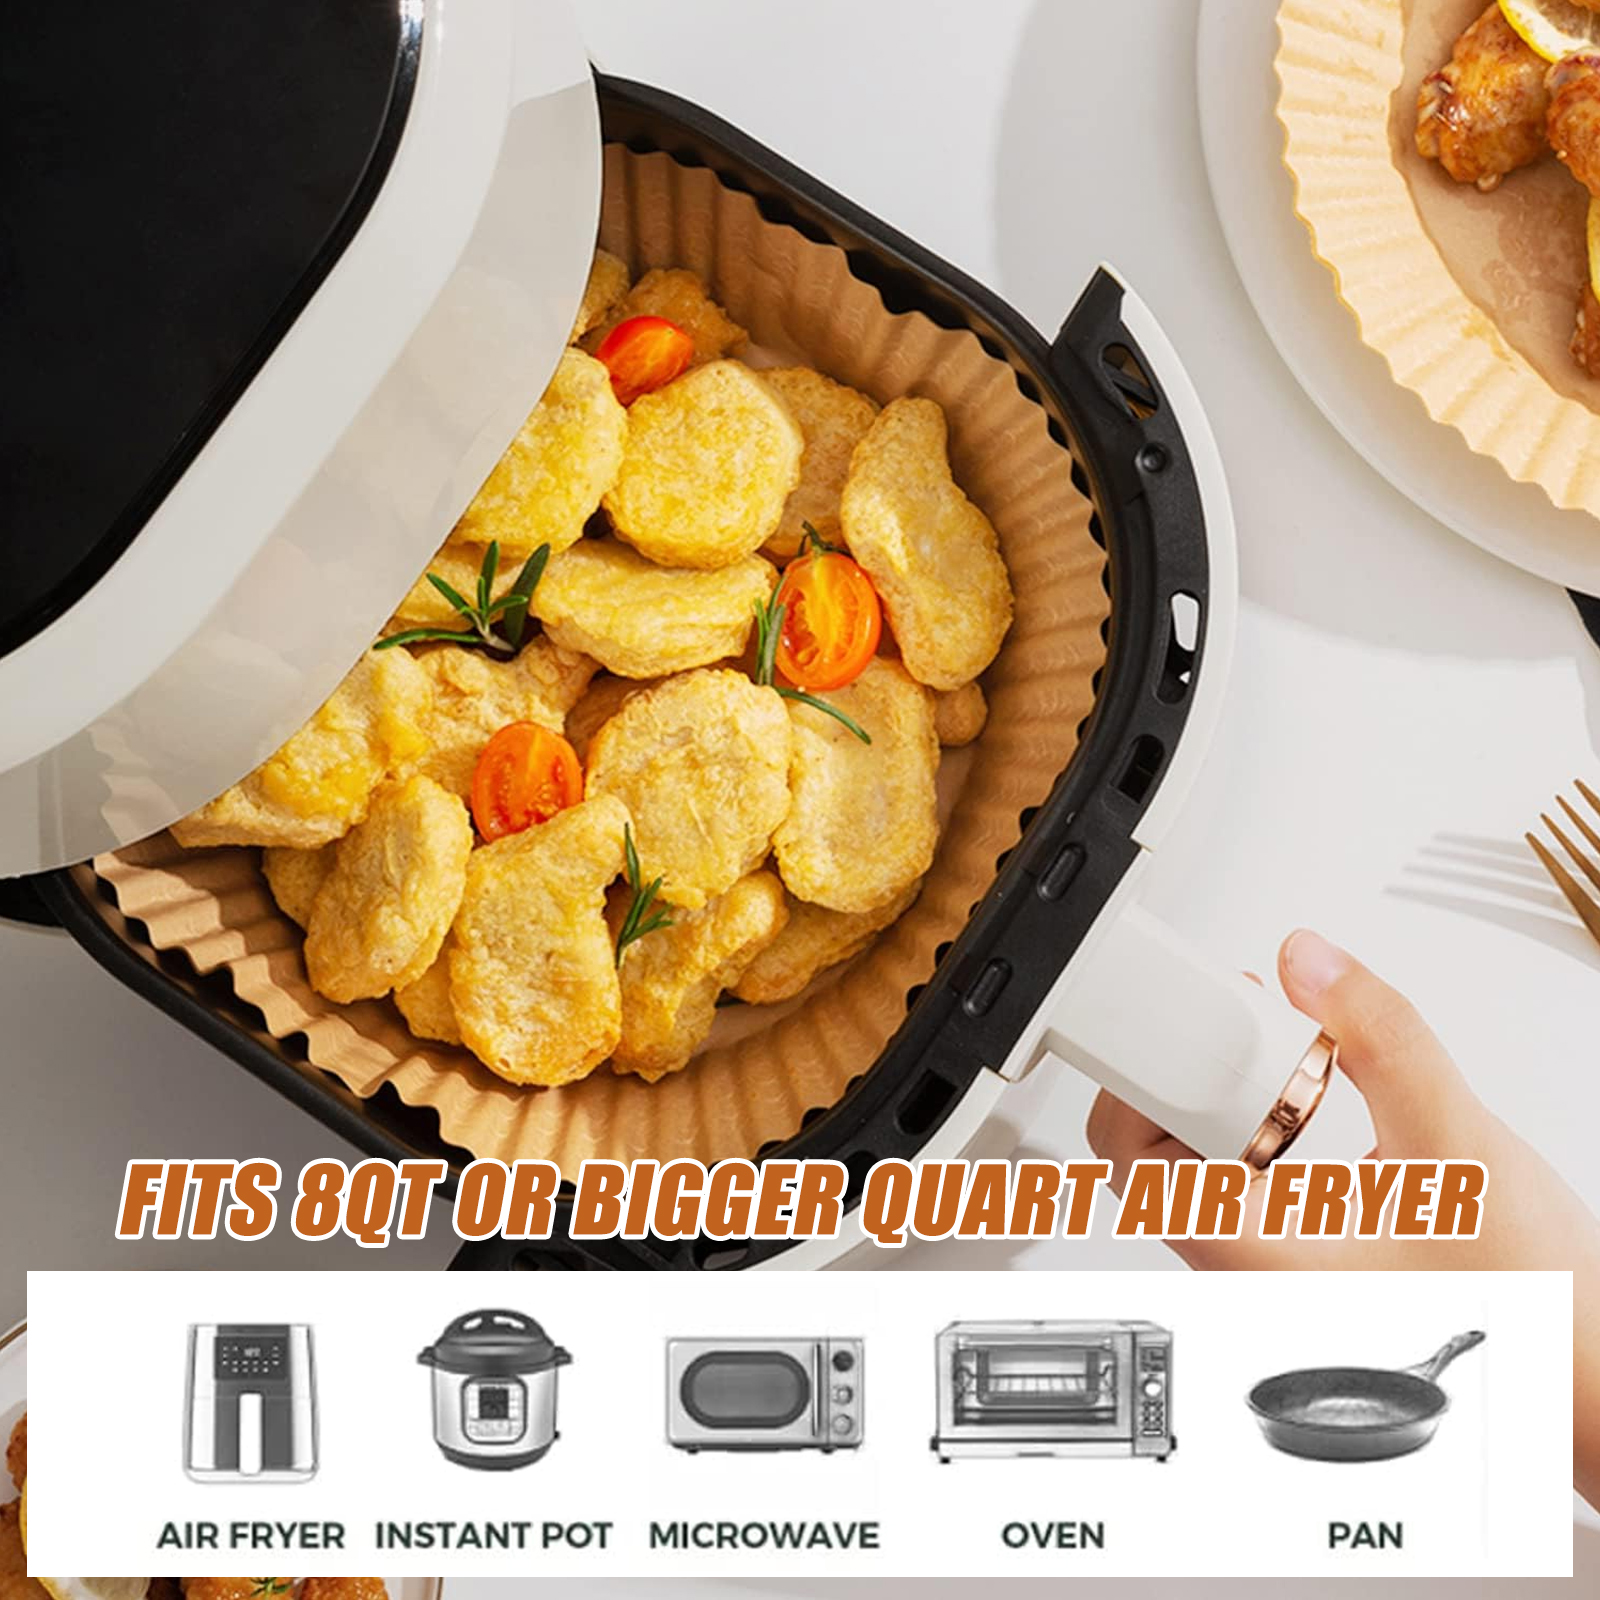 FITS 8QT OR BIGGER QUART AIR FRYER
AIR FRYER
INSTANT POT
MICROWAVE
OVEN
PAN